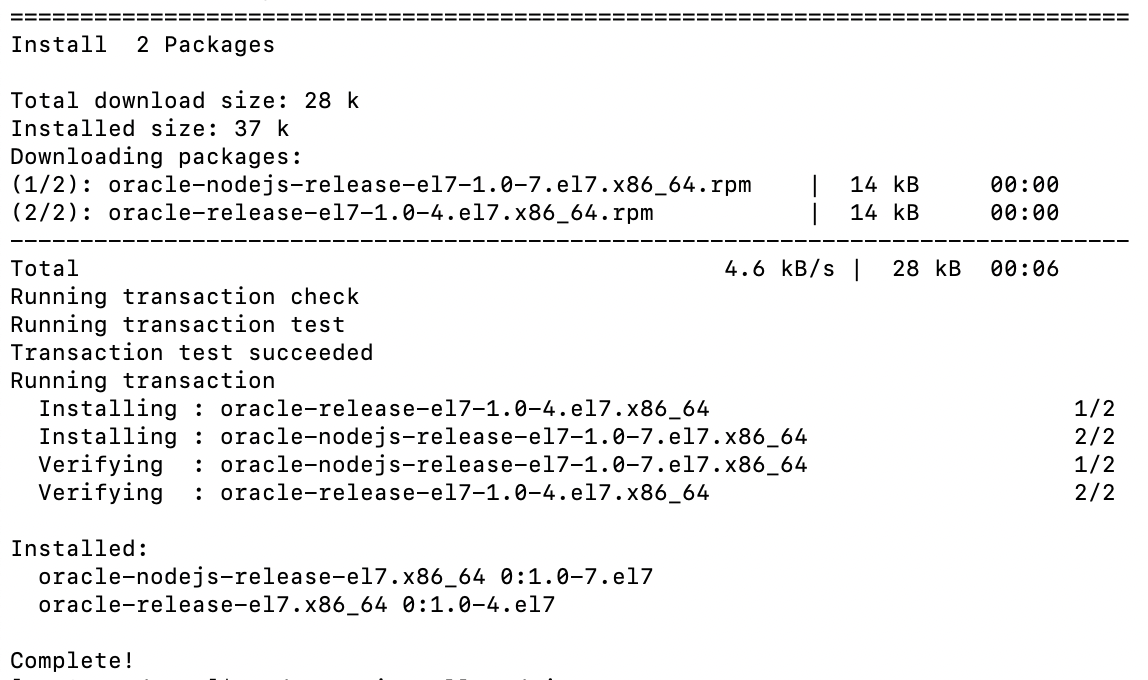 ================================================================================
Install  2 Packages
Total download size: 28 k
Installed size: 37 k
Downloading packages:
(1/2): oracle-nodejs-release-el7-1.0-7.el7.x86_64.rpm    |  14 kB     00:00
(2/2): oracle-release-el7-1.0-4.el7.x86_64.rpm           |  14 kB     00:00
--------------------------------------------------------------------------------
Total                                              4.6 kB/s |  28 kB  00:06
Running transaction check
Running transaction test
Transaction test succeeded
Running transaction
  Installing : oracle-release-el7-1.0-4.el7.x86_64                          1/2
  Installing : oracle-nodejs-release-el7-1.0-7.el7.x86_64                   2/2
  Verifying  : oracle-nodejs-release-el7-1.0-7.el7.x86_64                   1/2
  Verifying  : oracle-release-el7-1.0-4.el7.x86_64                          2/2
Installed:
  oracle-nodejs-release-el7.x86_64 0:1.0-7.el7
  oracle-release-el7.x86_64 0:1.0-4.el7
Complete!